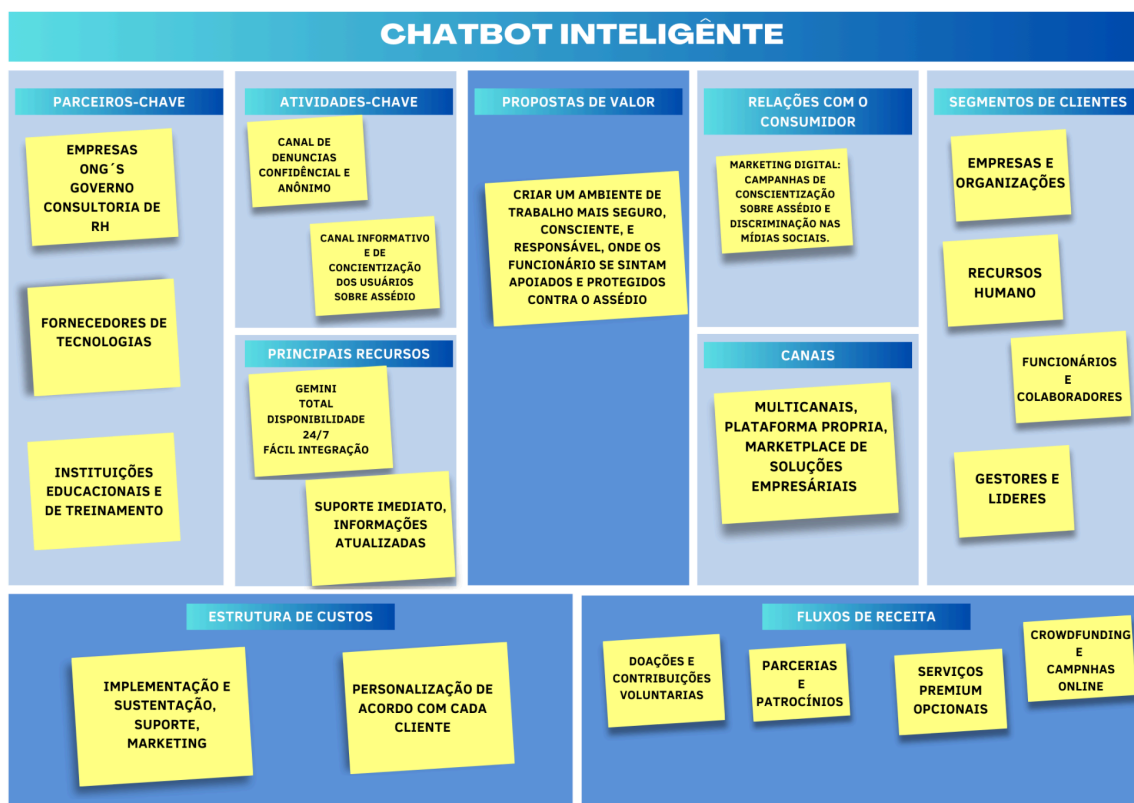 CHATBOT INTELIGÊNTE
PARCEIROS-CHAVE
EMPRESAS
ONG´S
GOVERNO
CONSULTORIA DE
RH
FORNECEDORES DE
TECNOLOGIAS
INSTITUIÇÕES
EDUCACIONAIS E
DE TREINAMENTO
ATIVIDADES-CHAVE
CANAL DE
DENUNCIAS
CONFIDÊNCIAL E
ANÔNIMO
CANAL INFORMATIVO
E DE
CONCIENTIZAÇÃO
DOS USUÁRIOS
SOBRE ASSÉDIO
PRINCIPAIS RECURSOS
GEMINI
TOTAL
DISPONIBILIDADE
24/7
FÁCIL INTEGRAÇÃO
SUPORTE IMEDIATO,
INFORMAÇÕES
ATUALIZADAS
PROPOSTAS DE VALOR
CRIAR UM AMBIENTE DE
TRABALHO MAIS SEGURO,
CONSCIENTE, E
RESPONSÁVEL, ONDE OS
FUNCIONÁRIO SE SINTAM
APOIADOS E PROTEGIDOS
CONTRA O ASSÉDIO
RELAÇÕES COM O
CONSUMIDOR
MARKETING DIGITAL:
CAMPANHAS DE
CONSCIENTIZAÇÃO
SOBRE ASSÉDIO E
DISCRIMINAÇÃO NAS
MÍDIAS SOCIAIS.
CANAIS
MULTICANAIS,
PLATAFORMA PROPRIA,
MARKETPLACE DE
SOLUÇÕES
EMPRESÁRIAIS
SEGMENTOS DE CLIENTES
EMPRESAS E
ORGANIZAÇÕES
RECURSOS
HUMANO
FUNCIONÁRIOS
E
COLABORADORES
GESTORES E
LIDERES
ESTRUTURA DE CUSTOS
IMPLEMENTAÇÃO E
SUSTENTAÇÃO,
SUPORTE,
MARKETING
PERSONALIZAÇÃO DE
ACORDO COM CADA
CLIENTE
FLUXOS DE RECEITA
DOAÇÕES E
CONTRIBUIÇÕES
VOLUNTARIAS
PARCERIAS
E
PATROCÍNIOS
SERVIÇOS
PREMIUM
OPCIONAIS
CROWDFUNDING
E
CAMPNHAS
ONLINE